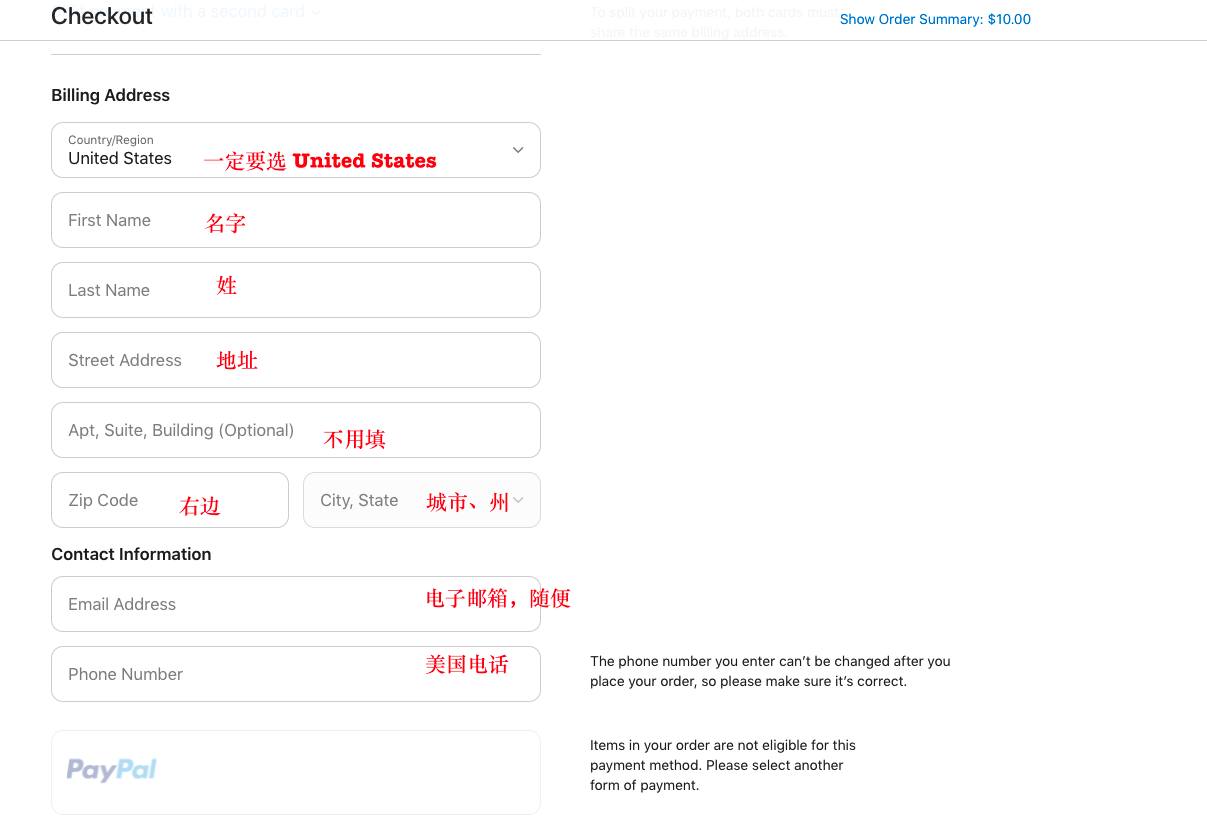 Checkout
with a second card
To split your payment, both cards must
share the same billing address.
Show Order Summary: $10.00
Billing Address
Country/Region
United States
一定要选 United States
First Name
名字
Last Name
姓
Street Address
地址
Apt, Suite, Building (Optional)
不用填
Zip Code
右边
City, State
城市、州
Contact Information
Email Address
电子邮箱，随便
Phone Number
美国电话
The phone number you enter can’t be changed after you
place your order, so please make sure it’s correct.
PayPal
Items in your order are not eligible for this
payment method. Please select another
form of payment.